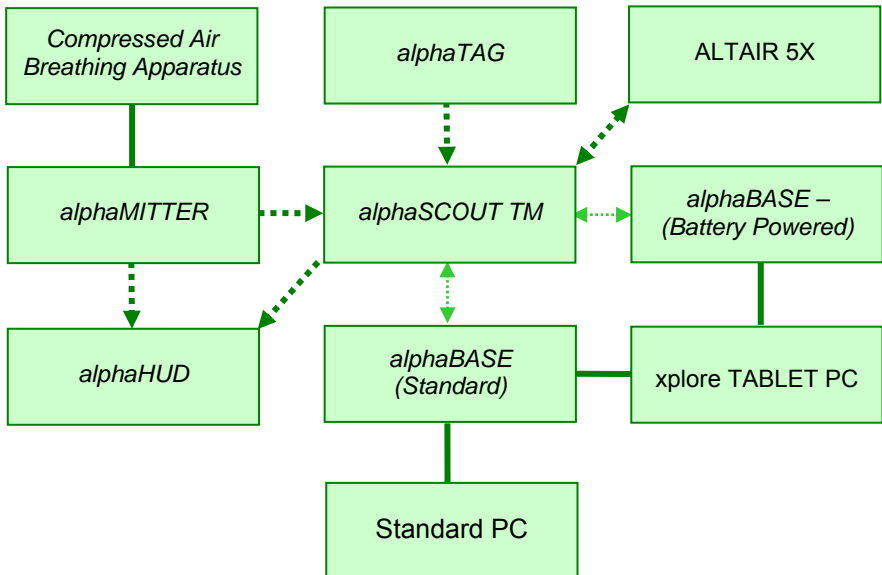 Compressed Air
Breathing Apparatus
alphaTAG
ALTAIR 5X
alphaMITTER
alphaSCOUT TM
alphaBASE –
(Battery Powered)
alphaHUD
alphaBASE
(Standard)
xplore TABLET PC
Standard PC